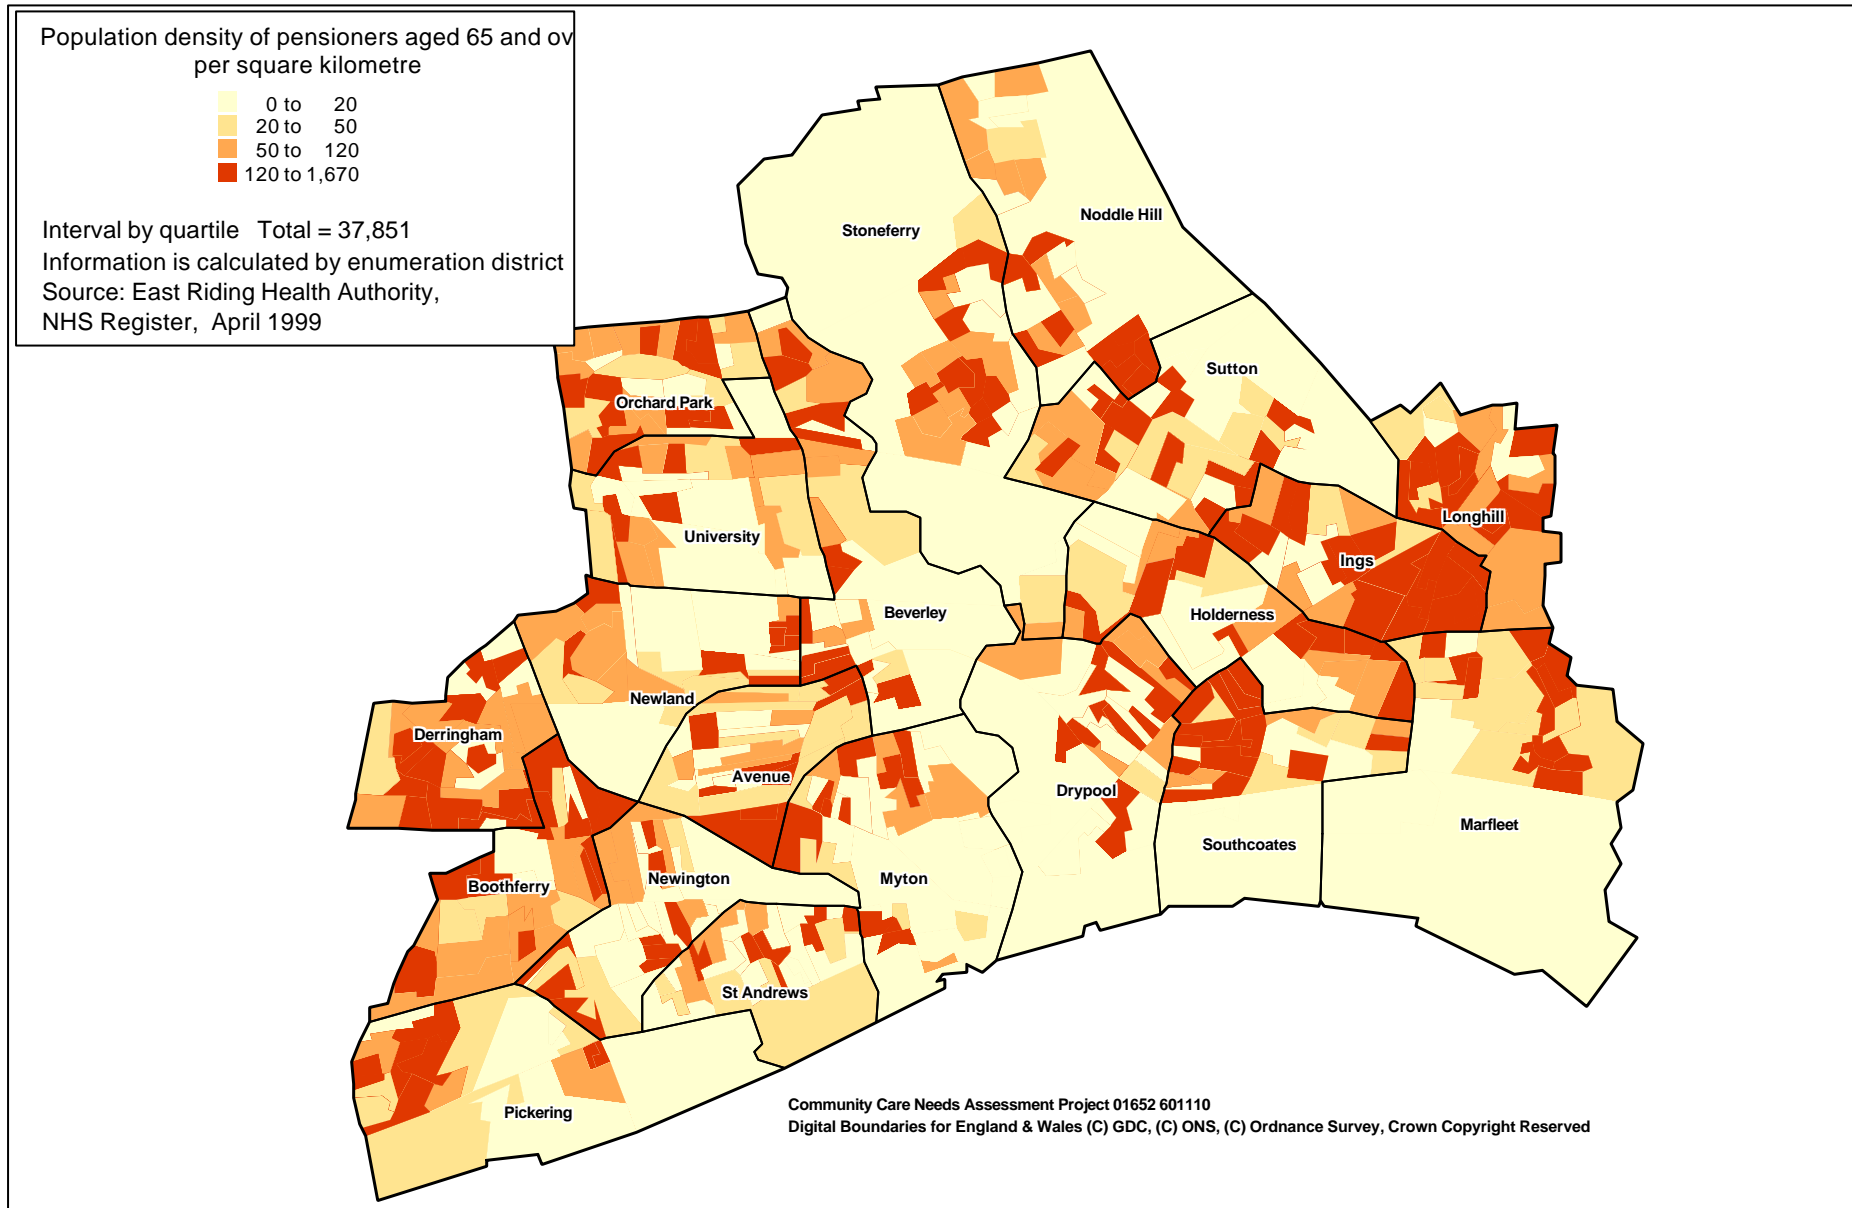 Population density of pensioners aged 65 and ov
per square kilometre
0 to 20
20 to 50
50 to 120
120 to 1,670
Interval by quartile Total = 37,851
Information is calculated by enumeration district
Source: East Riding Health Authority,
NHS Register, April 1999
Noddle Hill
Stoneferry
Sutton
Orchard Park
Longhill
University
Ings
Beverley
Holderness
Newland
Derringham
Avenue
Drypool
Marfleet
Southcoates
Newington
Myton
Boothferry
St Andrews
Pickering
Community Care Needs Assessment Project 01652 601110
Digital Boundaries for England & Wales (C) GDC, (C) ONS, (C) Ordnance Survey, Crown Copyright Reserved